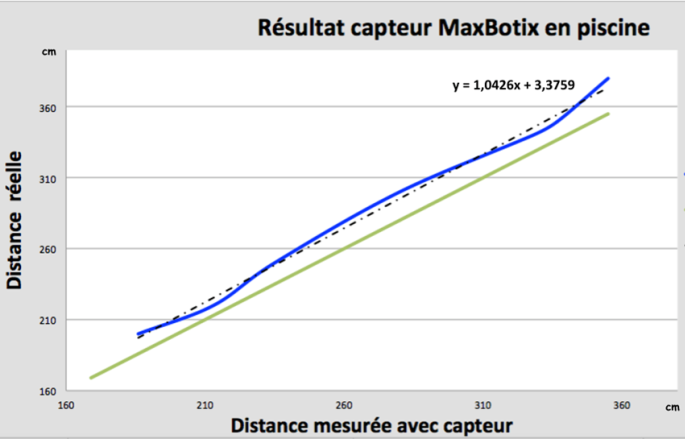 Résultat capteur MaxBotix en piscine
cm
y = 1,0426x + 3,3759
360
310
260
210
160
Distance réelle
160 210 260 310 360 cm
Distance mesurée avec capteur